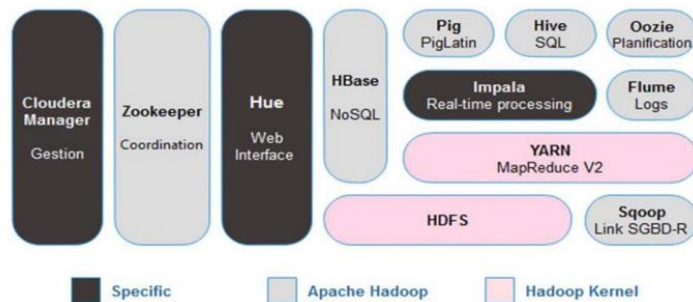 Cloudera
Manager
Gestion
Zookeeper
Coordination
Hue
Web
Interface
HBase
NoSQL
Pig
PigLatin
Hive
SQL
Oozie
Planification
Impala
Real-time processing
Flume
Logs
YARN
MapReduce V2
HDFS
Sqoop
Link SGBD-R
Specific
Apache Hadoop
Hadoop Kernel